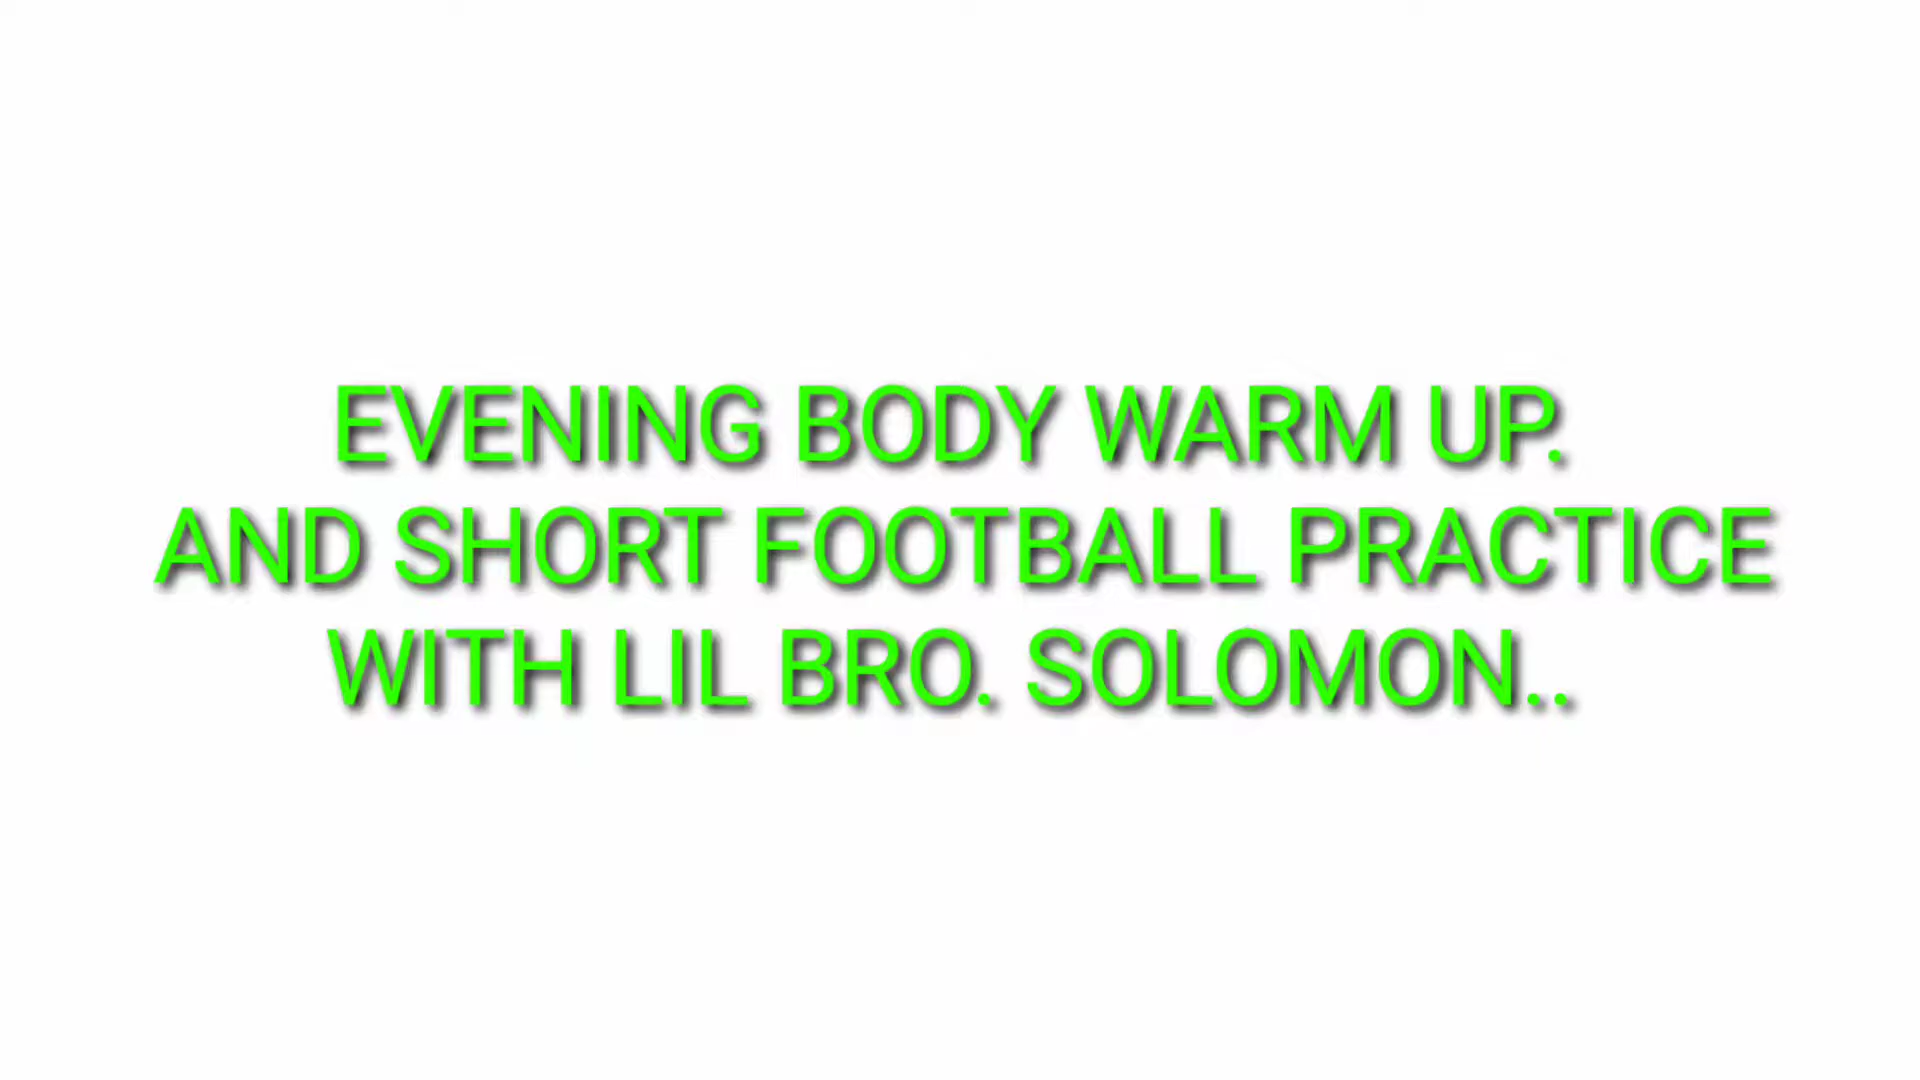 EVENING BODY WARM UP.
AND SHORT FOOTBALL PRACTICE
WITH LIL BRO. SOLOMON..